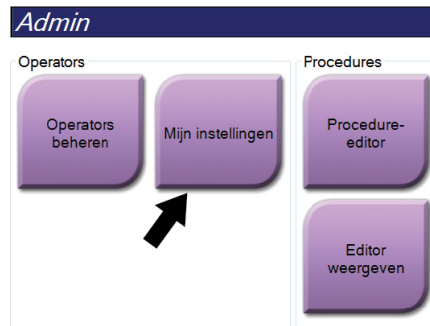 Admin
Operators
Procedures
Operators
beheren
Mijn instellingen
Procedure-
editor
Editor
weergeven